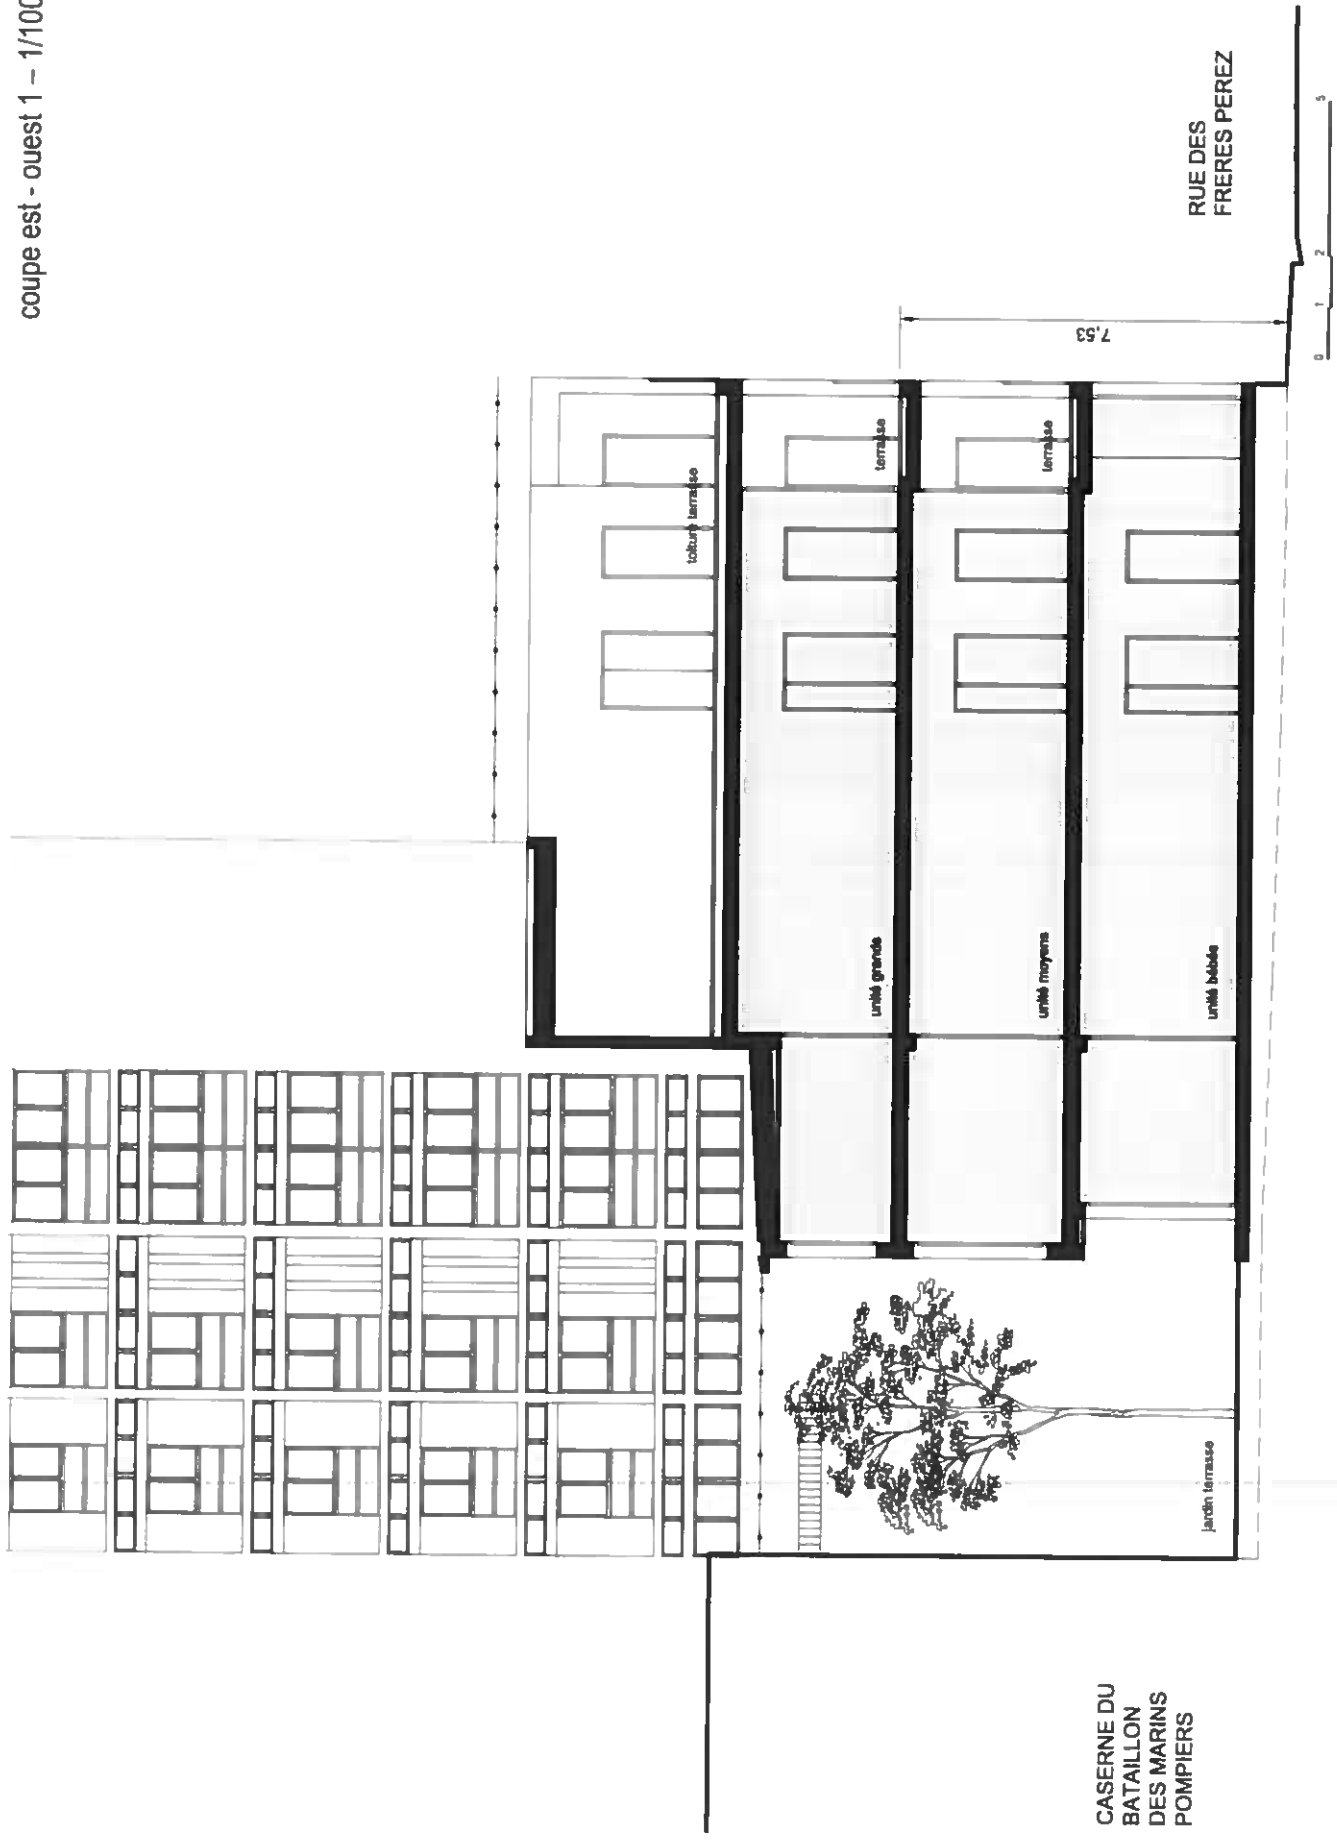 coupe est - ouest 1 – 1/100
toiture terrasse
unité grands
terrasse
unité moyens
terrasse
unité bébés
jardin terrasse
7,53
CASERNE DU
BATAILLON
DES MARINS
POMPIERS
RUE DES
FRERES PEREZ
0 1 2 5